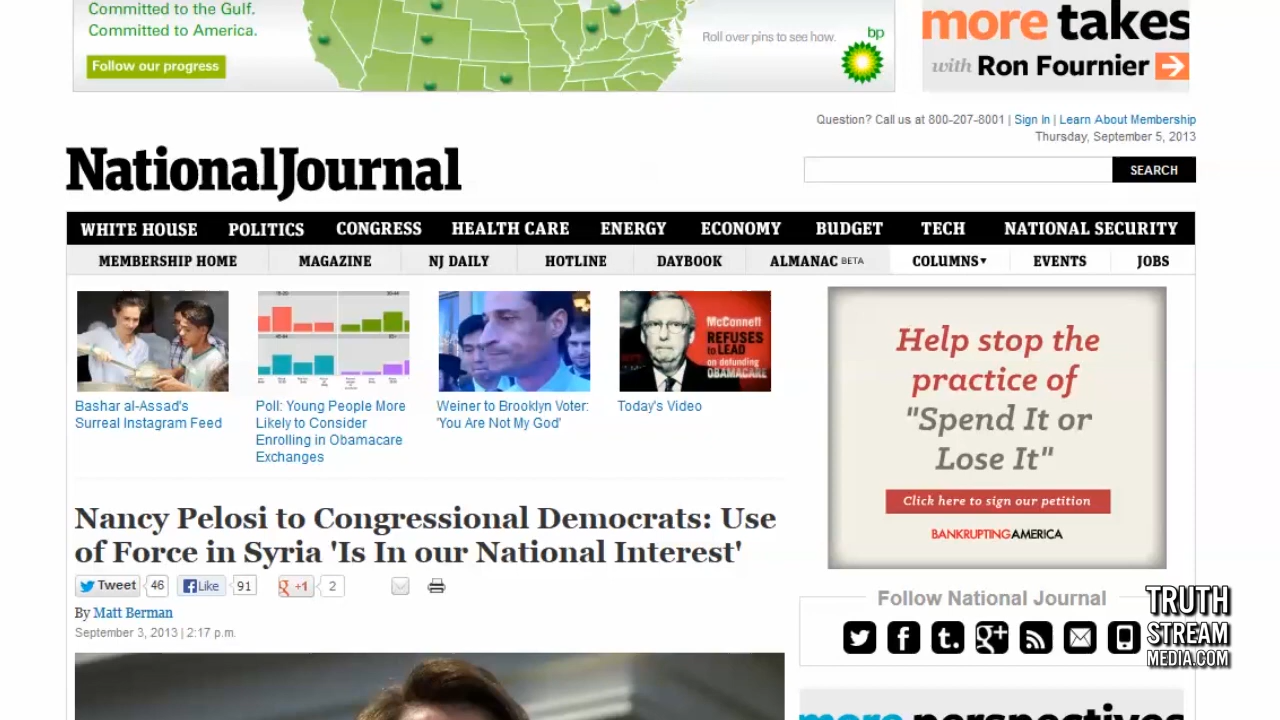 Committed to the Gulf.
Committed to America.
Follow our progress
Roll over pins to see how.
bp
more takes
with Ron Fournier
Question? Call us at 800-207-8001 | Sign In | Learn About Membership
Thursday, September 5, 2013
NationalJournal
SEARCH
WHITE HOUSE POLITICS CONGRESS HEALTH CARE ENERGY ECONOMY BUDGET TECH NATIONAL SECURITY
MEMBERSHIP HOME MAGAZINE NJ DAILY HOTLINE DAYBOOK ALMANAC BETA COLUMNS▾ EVENTS JOBS
McConnell
REFUSES
to LEAD
on defunding
OBAMACARE
Bashar al-Assad's
Surreal Instagram Feed
Poll: Young People More
Likely to Consider
Enrolling in Obamacare
Exchanges
Weiner to Brooklyn Voter:
'You Are Not My God'
Today's Video
Help stop the
practice of
"Spend It or
Lose It"
Click here to sign our petition
BANKRUPTINGAMERICA
Nancy Pelosi to Congressional Democrats: Use
of Force in Syria 'Is In our National Interest'
Tweet 46 Like 91 +1 2
By Matt Berman
September 3, 2013 | 2:17 p.m.
Follow National Journal
TRUTH
STREAM
MEDIA.COM
more perspectives